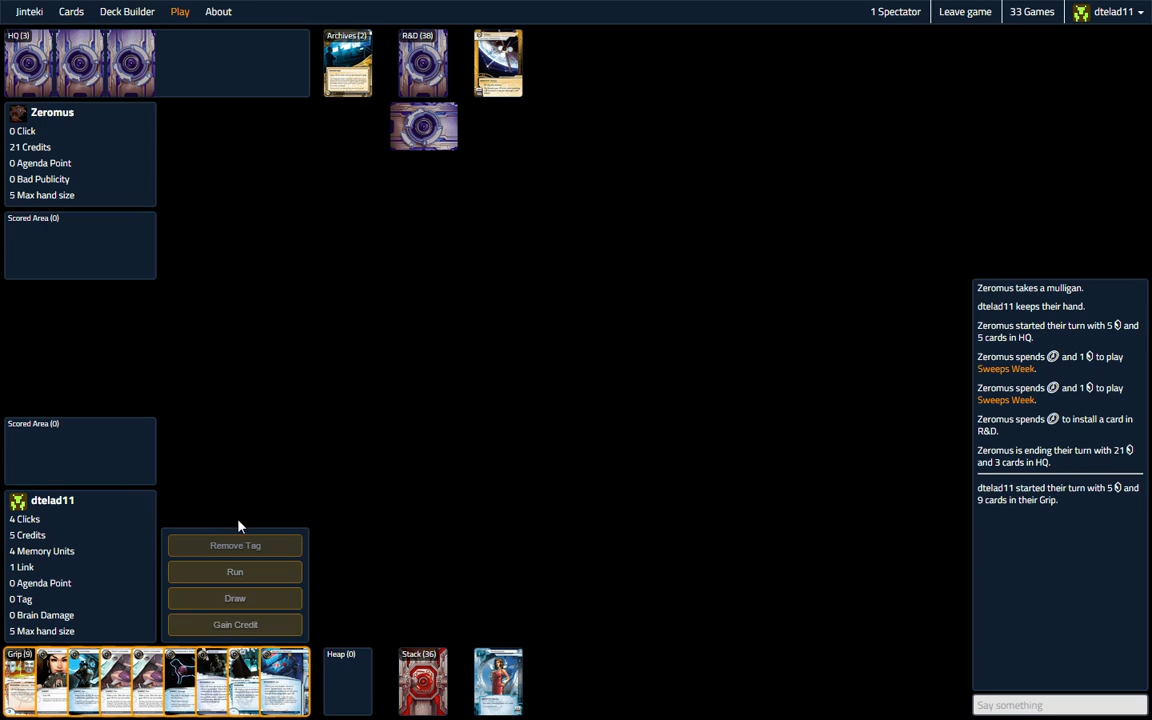 Jinteki Cards Deck Builder Play About 1 Spectator Leave game 33 Games dtelad11
HQ (3)
Archives (2)
R&D (38)
Zeromus
0 Click
21 Credits
0 Agenda Point
0 Bad Publicity
5 Max hand size
Scored Area (0)
Zeromus takes a mulligan.
dtelad11 keeps their hand.
Zeromus started their turn with 5 and
5 cards in HQ.
Zeromus spends and 1 to play
Sweeps Week.
Zeromus spends and 1 to play
Sweeps Week.
Zeromus spends to install a card in
R&D.
Zeromus is ending their turn with 21
and 3 cards in HQ.
dtelad11 started their turn with 5 and
9 cards in their Grip.
Scored Area (0)
dtelad11
4 Clicks
5 Credits
4 Memory Units
1 Link
0 Agenda Point
0 Tag
0 Brain Damage
5 Max hand size
Remove Tag
Run
Draw
Gain Credit
Grip (9)
Heap (0)
Stack (36)
Say something